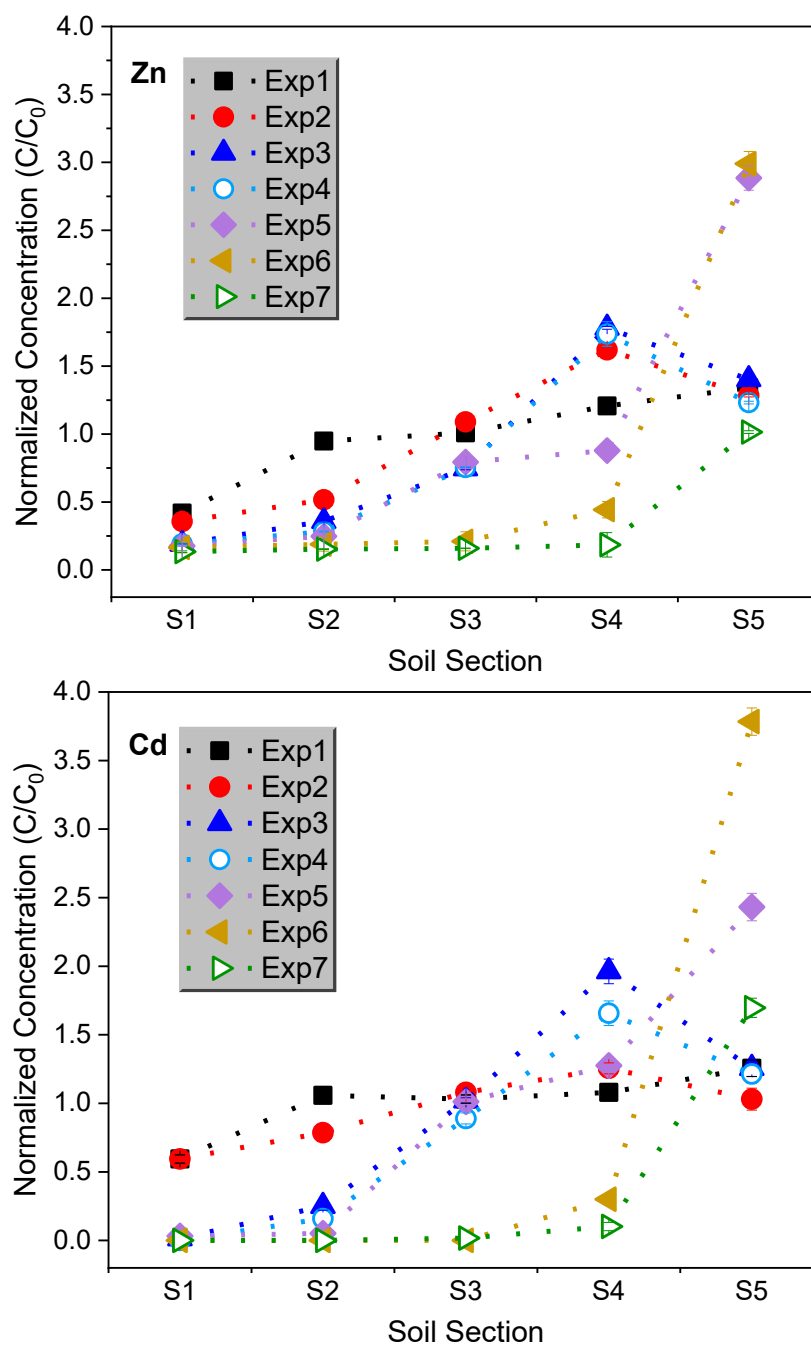 4.0
Zn
Exp1
3.5
Exp2
3.0
Exp3
2.5
Exp4
Exp5
2.0
Exp6
1.5
Exp7
1.0
0.5
0.0
Normalized Concentration (C/C₀)
S1 S2 S3 S4 S5
Soil Section
4.0
Cd
Exp1
3.5
Exp2
3.0
Exp3
Exp4
2.5
Exp5
2.0
Exp6
Exp7
1.5
1.0
0.5
0.0
Normalized Concentration (C/C₀)
S1 S2 S3 S4 S5
Soil Section